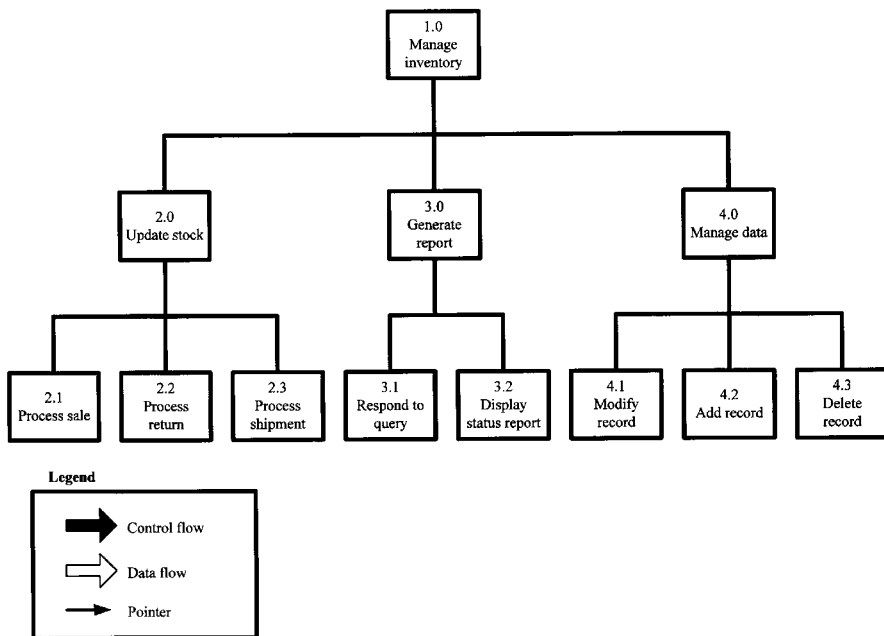 1.0
Manage
inventory
2.0
Update stock
3.0
Generate
report
4.0
Manage data
2.1
Process sale
2.2
Process
return
2.3
Process
shipment
3.1
Respond to
query
3.2
Display
status report
4.1
Modify
record
4.2
Add record
4.3
Delete
record
Legend
Control flow
Data flow
Pointer